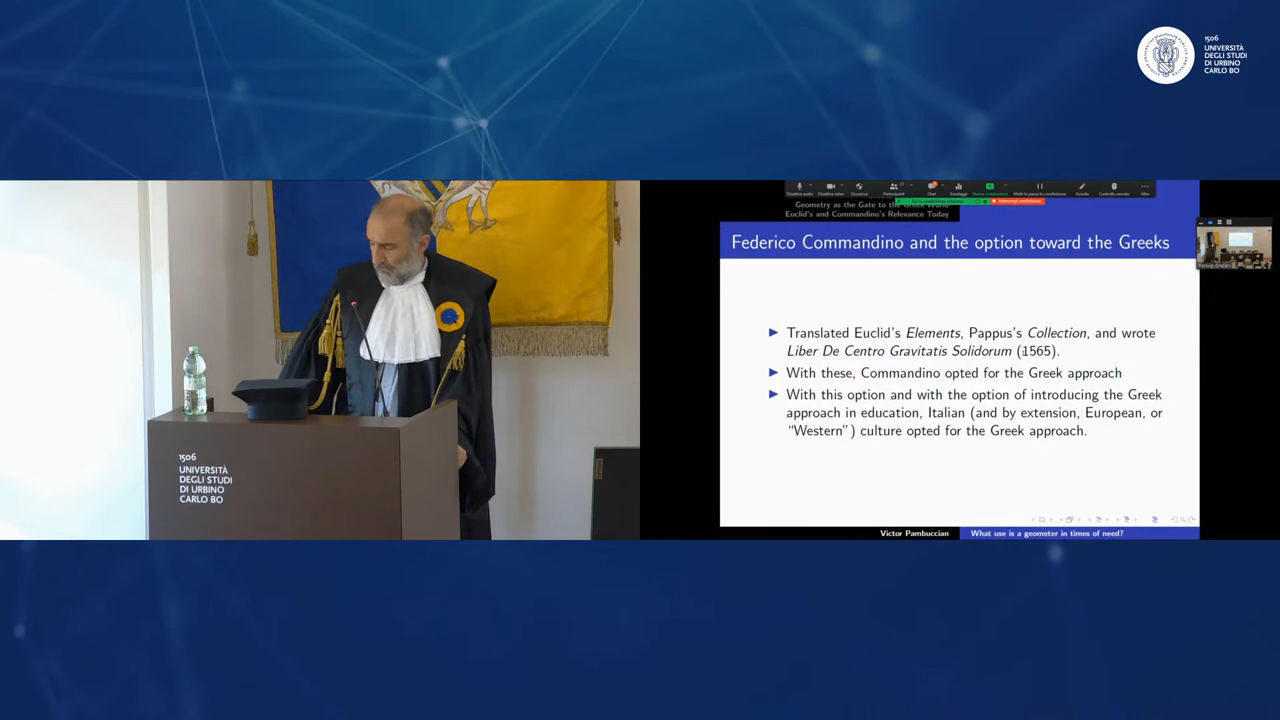 1506
UNIVERSITÀ
DEGLI STUDI
DI URBINO
CARLO BO
Geometry as the Gate to the Greek World
Euclid's and Commandino's Relevance Today
Federico Commandino and the option toward the Greeks
Translated Euclid's Elements, Pappus's Collection, and wrote
Liber De Centro Gravitatis Solidorum (1565).
With these, Commandino opted for the Greek approach
With this option and with the option of introducing the Greek
approach in education, Italian (and by extension, European, or
“Western”) culture opted for the Greek approach.
Victor Pambuccian
What use is a geometer in times of need?
1506
UNIVERSITÀ
DEGLI STUDI
DI URBINO
CARLO BO